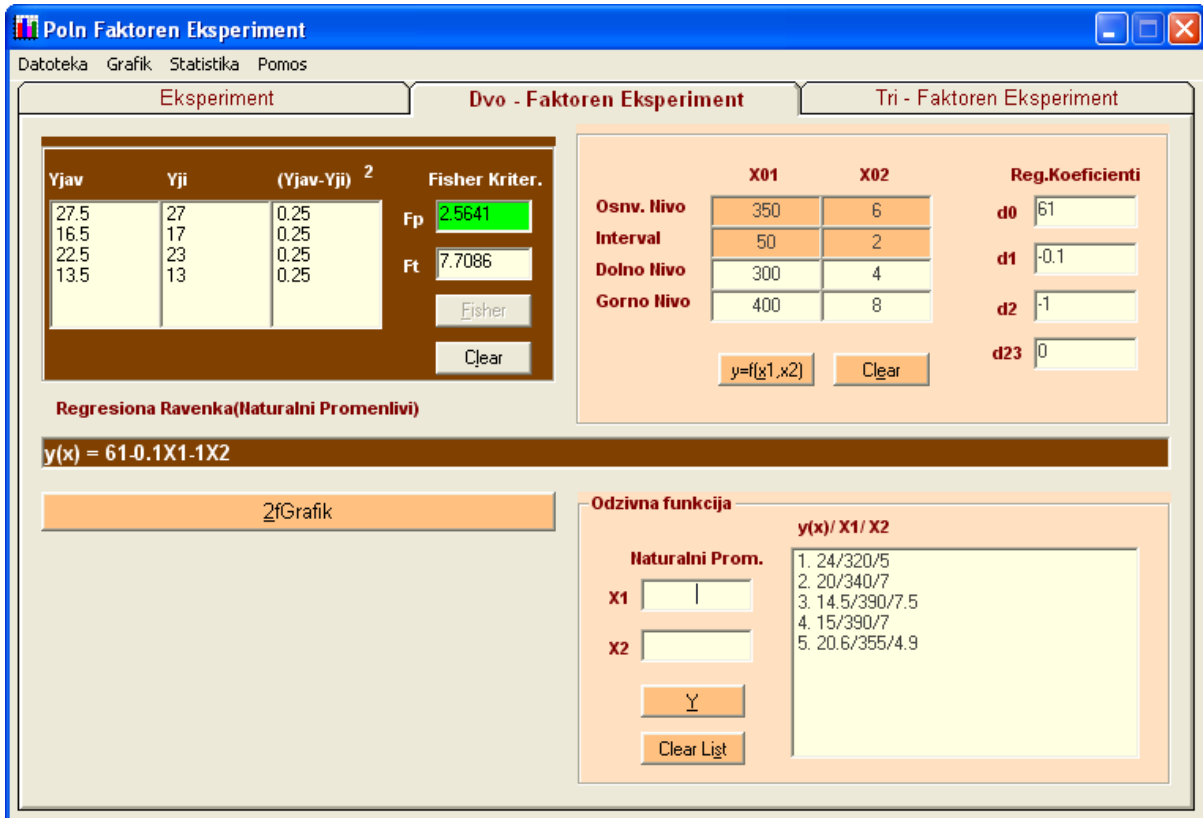 Poln Faktoren Eksperiment
Datoteka Grafik Statistika Pomos
Eksperiment Dvo - Faktoren Eksperiment Tri - Faktoren Eksperiment
Yjav Yji (Yjav-Yji) 2 Fisher Kriter.
27.5 27 0.25
16.5 17 0.25
22.5 23 0.25
13.5 13 0.25
Fp 2.5641
Ft 7.7086
Fisher
Clear
X01 X02 Reg.Koeficienti
Osnv. Nivo 350 6
Interval 50 2
Dolno Nivo 300 4
Gorno Nivo 400 8
d0 61
d1 -0.1
d2 -1
d23 0
y=f(x1,x2) Clear
Regresiona Ravenka(Naturalni Promenlivi)
y(x) = 61-0.1X1-1X2
2fGrafik
Odzivna funkcija
y(x)/ X1/ X2
Naturalni Prom.
X1
X2
Y
Clear List
1. 24/320/5
2. 20/340/7
3. 14.5/390/7.5
4. 15/390/7
5. 20.6/355/4.9